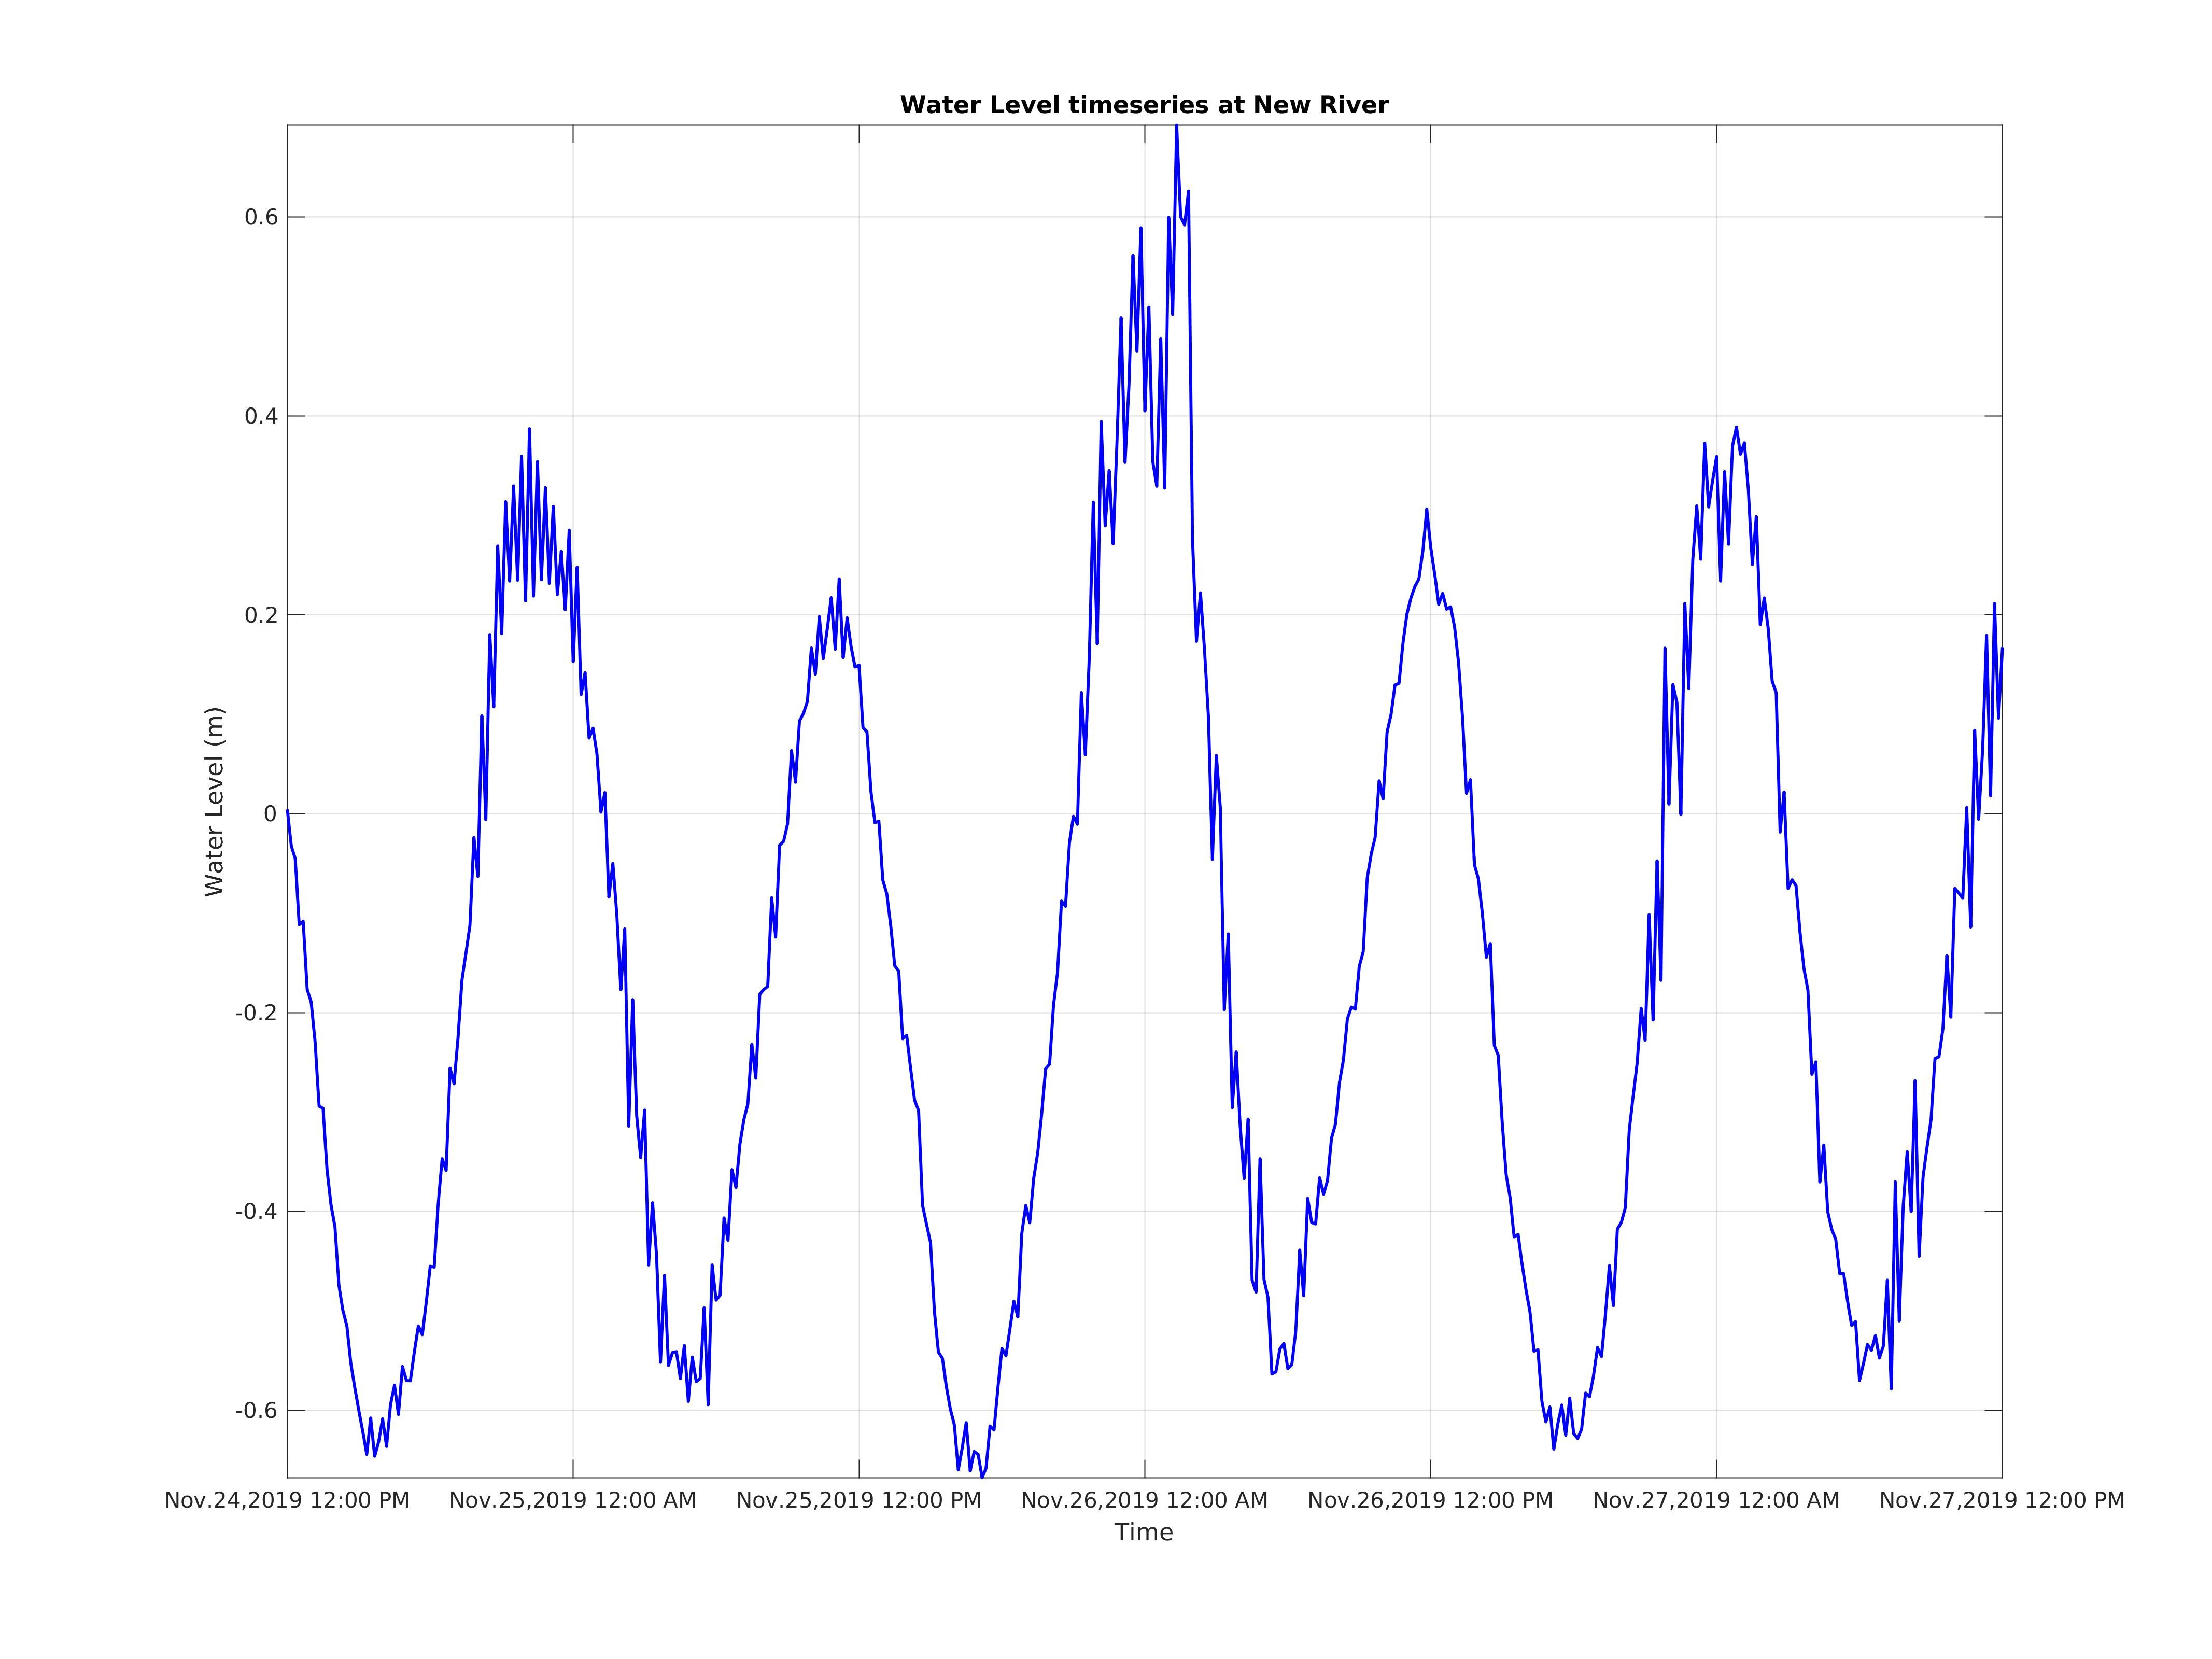 Water Level timeseries at New River
0.6
0.4
0.2
0
-0.2
-0.4
-0.6
Water Level (m)
Nov.24,2019 12:00 PM
Nov.25,2019 12:00 AM
Nov.25,2019 12:00 PM
Nov.26,2019 12:00 AM
Nov.26,2019 12:00 PM
Nov.27,2019 12:00 AM
Nov.27,2019 12:00 PM
Time